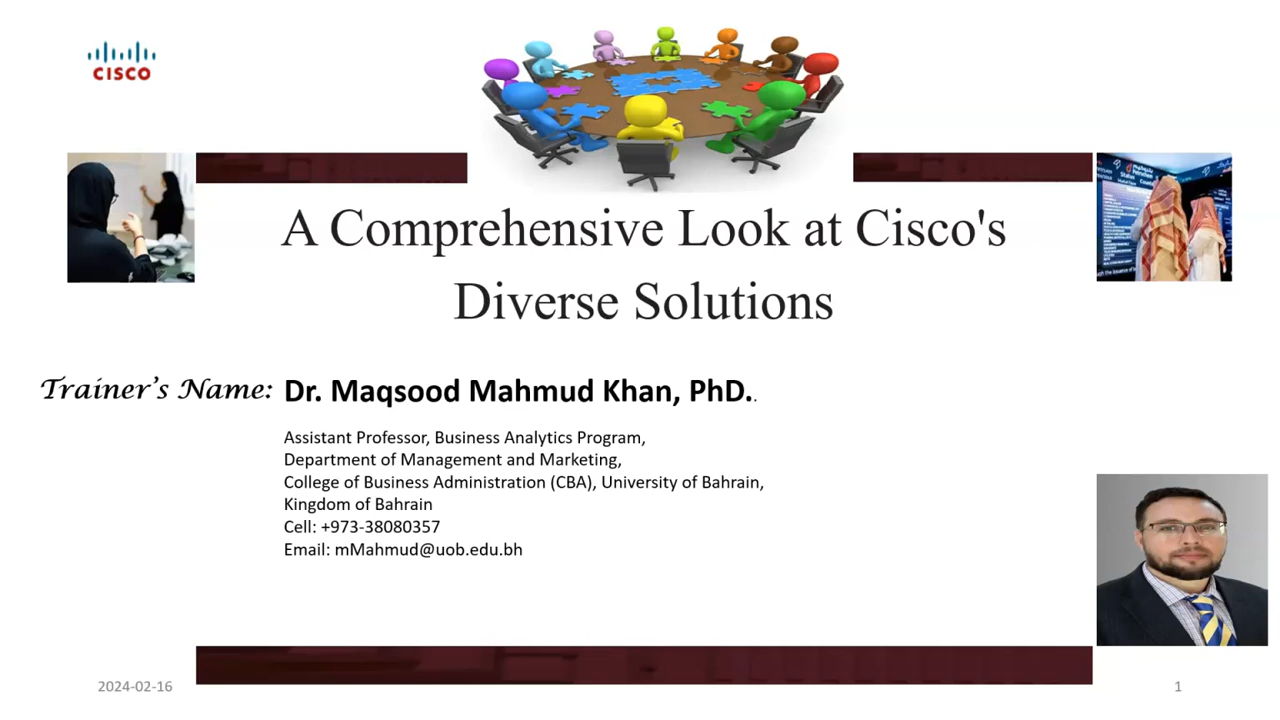 CISCO
A Comprehensive Look at Cisco's
Diverse Solutions
Trainer's Name: Dr. Maqsood Mahmud Khan, PhD..
Assistant Professor, Business Analytics Program,
Department of Management and Marketing,
College of Business Administration (CBA), University of Bahrain,
Kingdom of Bahrain
Cell: +973-38080357
Email: mMahmud@uob.edu.bh
2024-02-16
1